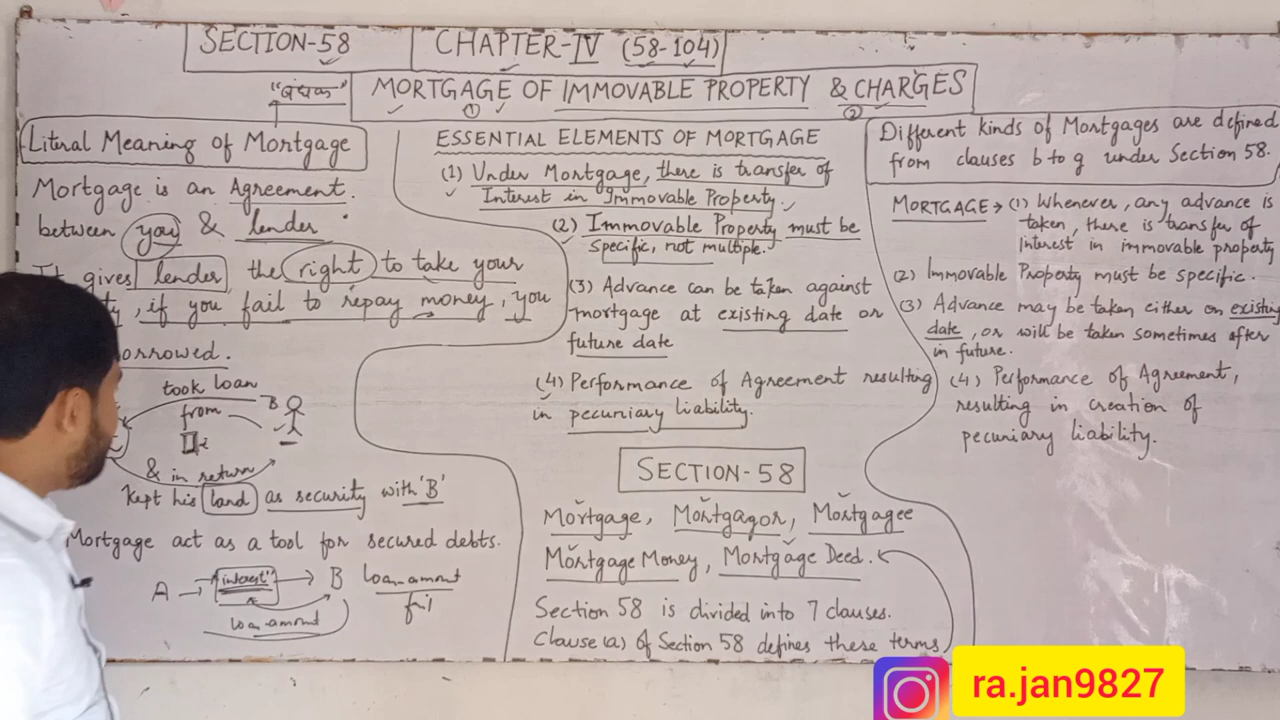 SECTION-58
CHAPTER-IV (58-104)
"बंधक"
MORTGAGE OF IMMOVABLE PROPERTY & CHARGES
① ②
Litral Meaning of Mortgage
Mortgage is an Agreement.
between you & lender
It gives lender the right to take your
, if you fail to repay money, you
orrowed.
took loan
from
B
& in return
Kept his land as security with 'B'
Mortgage act as a tool for secured debts.
A → interest → B loan amount
loan amount
ESSENTIAL ELEMENTS OF MORTGAGE
(1) Under Mortgage, there is transfer of
Interest in Immovable Property.
(2) Immovable Property must be
specific, not multiple.
(3) Advance can be taken against
mortgage at existing date or
future date
(4) Performance of Agreement resulting
in pecuniary liability.
SECTION-58
Mortgage, Mortgagor, Mortgagee
Mortgage Money, Mortgage Deed.
Section 58 is divided into 7 clauses.
Clause (a) of Section 58 defines these terms
Different kinds of Mortgages are defined
from clauses b to g under Section 58.
MORTGAGE → (1) Whenever, any advance is
taken, there is transfer of
Interest in immovable property
(2) Immovable Property must be specific.
(3) Advance may be taken either on existing
date, or will be taken sometimes after
in future.
(4) Performance of Agreement,
resulting in creation of
pecuniary liability.
ra.jan9827